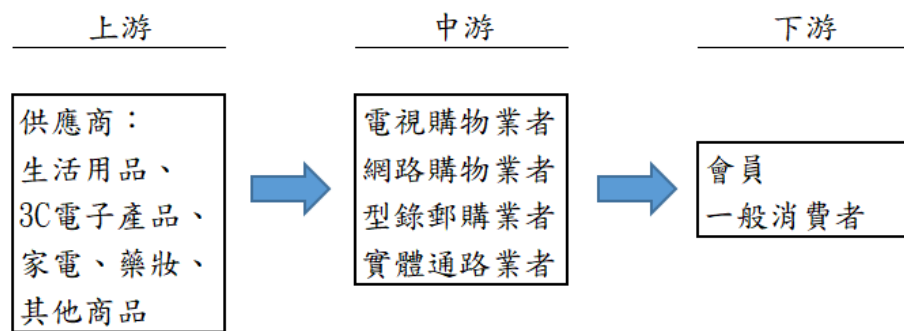 上游
中游
下游
供應商：
生活用品、
3C電子產品、
家電、藥妝、
其他商品
電視購物業者
網路購物業者
型錄郵購業者
實體通路業者
會員
一般消費者